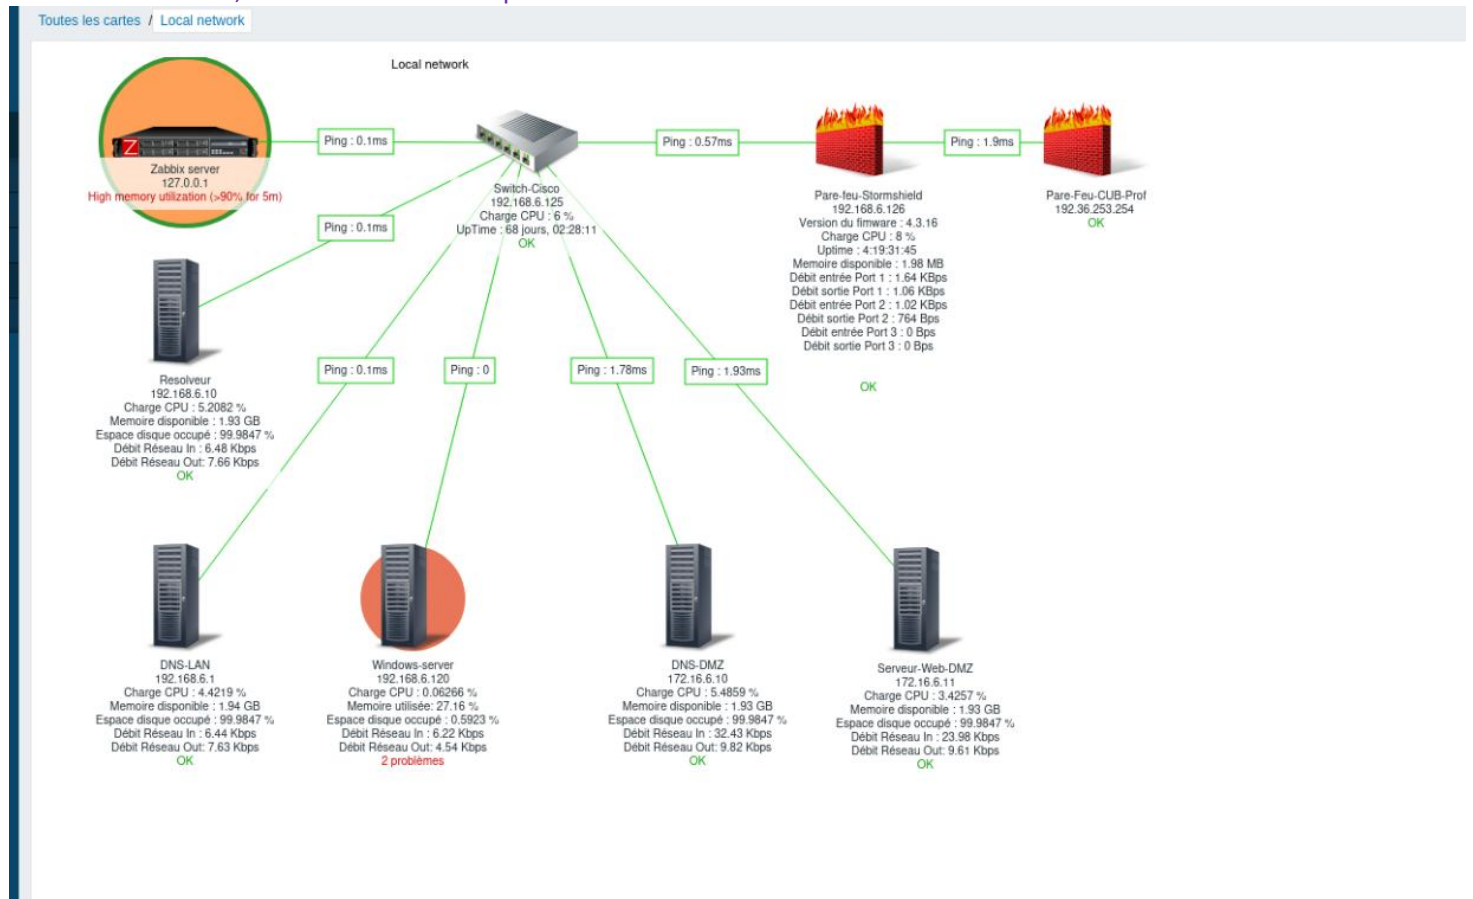 Toutes les cartes / Local network
Local network
Ping : 0.1ms
Ping : 0.57ms
Ping : 1.9ms
Z
Zabbix server
127.0.0.1
High memory utilization (>90% for 5m)
Switch-Cisco
192.168.6.125
Charge CPU : 6 %
UpTime : 68 jours, 02:28:11
OK
Pare-feu-Stormshield
192.168.6.126
Version du fimware : 4.3.16
Charge CPU : 8 %
Uptime : 4:19:31:45
Memoire disponible : 1.98 MB
Débit entrée Port 1 : 1.64 KBps
Débit sortie Port 1 : 1.06 KBps
Débit entrée Port 2 : 1.02 KBps
Débit sortie Port 2 : 764 Bps
Débit entrée Port 3 : 0 Bps
Débit sortie Port 3 : 0 Bps
OK
Pare-Feu-CUB-Prof
192.36.253.254
OK
Ping : 0.1ms
Resolveur
192.168.6.10
Charge CPU : 5.2082 %
Memoire disponible : 1.93 GB
Espace disque occupé : 99.9847 %
Débit Réseau In : 6.48 Kbps
Débit Réseau Out: 7.66 Kbps
OK
Ping : 0.1ms
Ping : 0
Ping : 1.78ms
Ping : 1.93ms
DNS-LAN
192.168.6.1
Charge CPU : 4.4219 %
Memoire disponible : 1.94 GB
Espace disque occupé : 99.9847 %
Débit Réseau In : 6.44 Kbps
Débit Réseau Out: 7.63 Kbps
OK
Windows-server
192.168.6.120
Charge CPU : 0.06266 %
Memoire utilisée: 27.16 %
Espace disque occupé : 0.5923 %
Débit Réseau In : 6.22 Kbps
Débit Réseau Out: 4.54 Kbps
2 problèmes
DNS-DMZ
172.16.6.10
Charge CPU : 5.4859 %
Memoire disponible : 1.93 GB
Espace disque occupé : 99.9847 %
Débit Réseau In : 32.43 Kbps
Débit Réseau Out: 9.82 Kbps
OK
Serveur-Web-DMZ
172.16.6.11
Charge CPU : 3.4257 %
Memoire disponible : 1.93 GB
Espace disque occupé : 99.9847 %
Débit Réseau In : 23.98 Kbps
Débit Réseau Out: 9.61 Kbps
OK